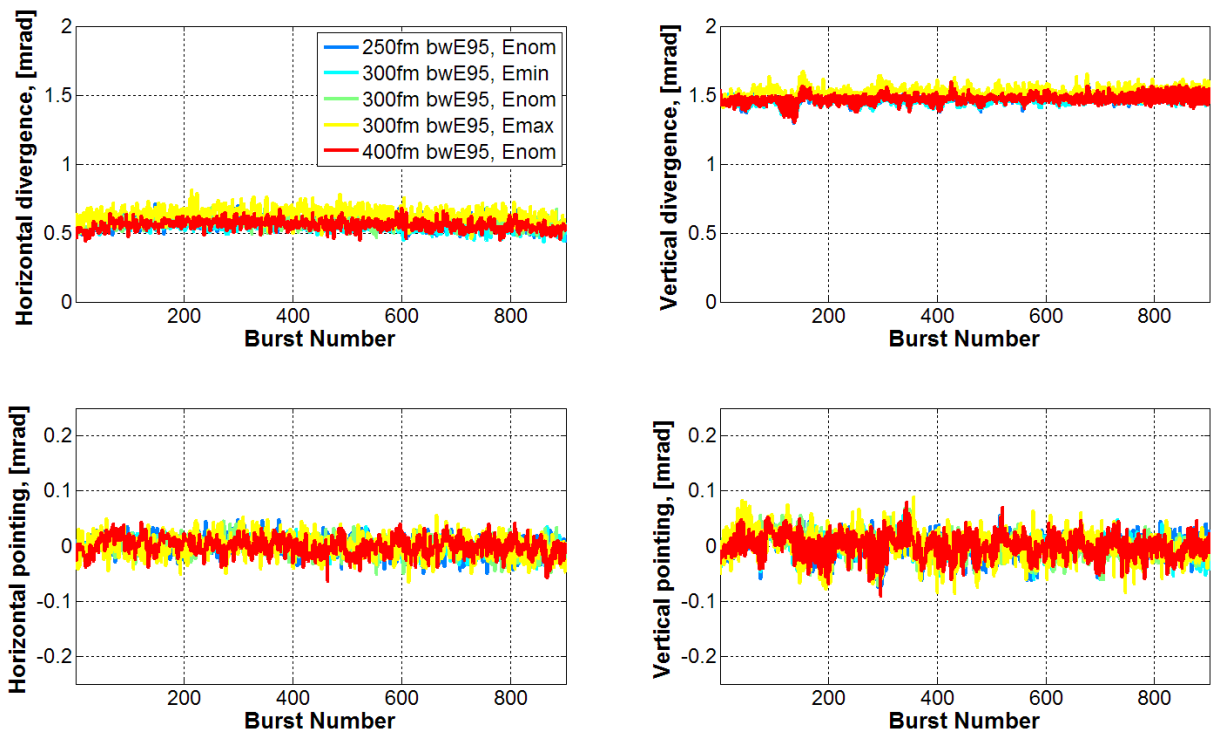 Horizontal divergence, [mrad]
2
1.5
1
0.5
0
200
400
600
800
Burst Number
250fm bwE95, Enom
300fm bwE95, Emin
300fm bwE95, Enom
300fm bwE95, Emax
400fm bwE95, Enom
Vertical divergence, [mrad]
2
1.5
1
0.5
0
200
400
600
800
Burst Number
Horizontal pointing, [mrad]
0.2
0.1
0
-0.1
-0.2
200
400
600
800
Burst Number
Vertical pointing, [mrad]
0.2
0.1
0
-0.1
-0.2
200
400
600
800
Burst Number